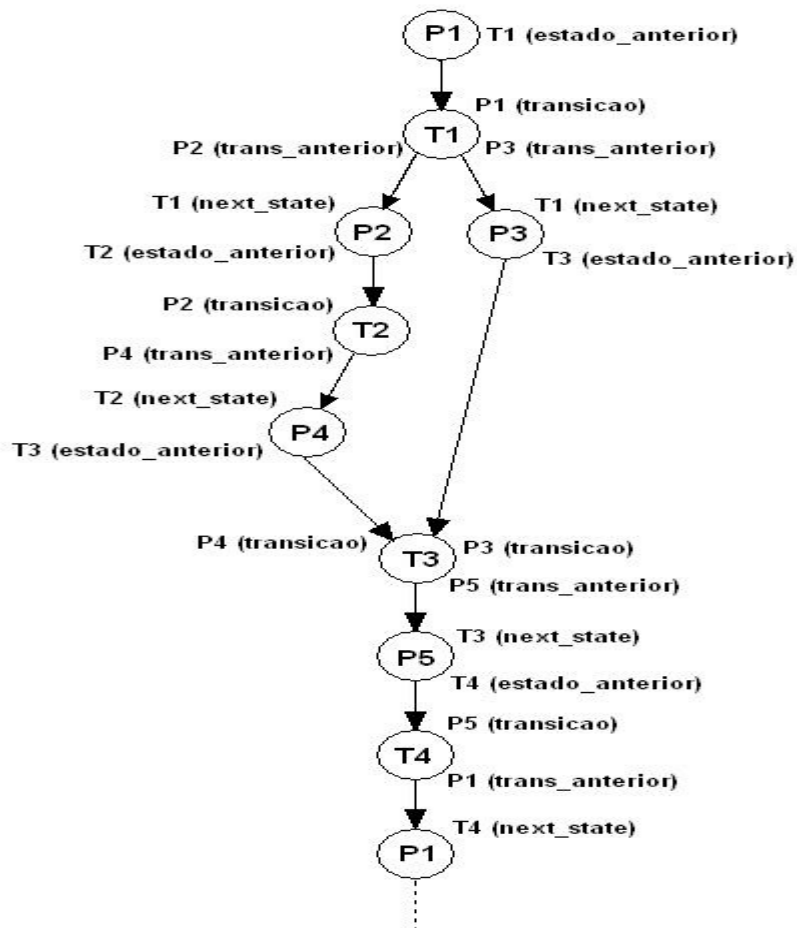 P1 T1 (estado_anterior)
P1 (transicao)
T1
P2 (trans_anterior) P3 (trans_anterior)
T1 (next_state) T1 (next_state)
P2 P3
T2 (estado_anterior) T3 (estado_anterior)
P2 (transicao)
T2
P4 (trans_anterior)
T2 (next_state)
P4
T3 (estado_anterior)
P4 (transicao) P3 (transicao)
T3
P5 (trans_anterior)
T3 (next_state)
P5
T4 (estado_anterior)
P5 (transicao)
T4
P1 (trans_anterior)
T4 (next_state)
P1